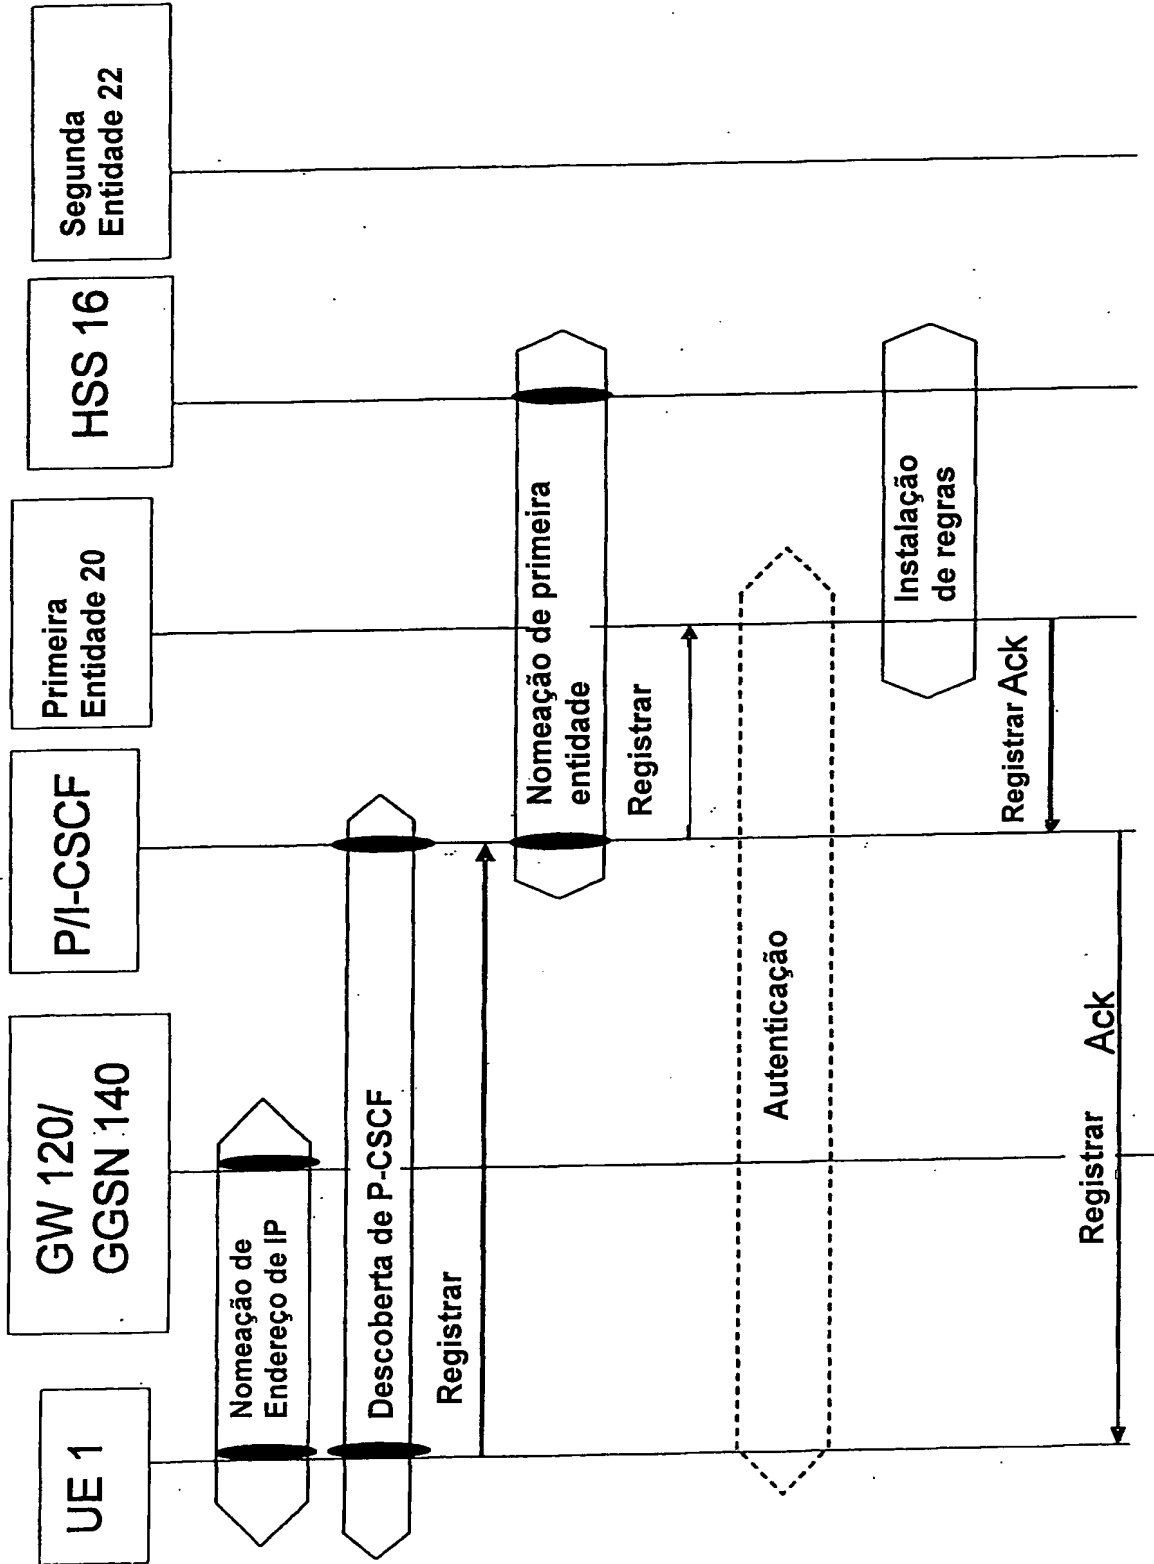 UE 1
GW 120/
GGSN 140
P/I-CSCF
Primeira
Entidade 20
HSS 16
Segunda
Entidade 22
Nomeação de
Endereço de IP
Descoberta de P-CSCF
Registrar
Nomeação de primeira
entidade
Registrar
Autenticação
Instalação
de regras
Registrar Ack
Registrar Ack